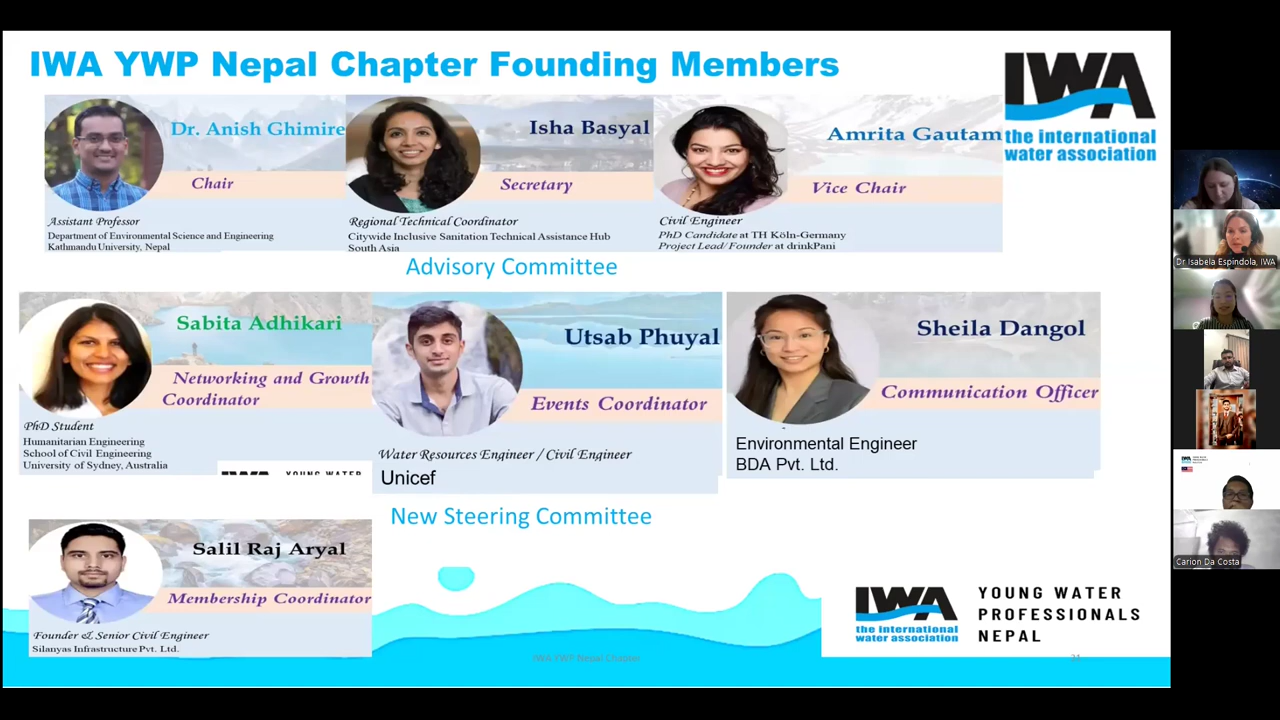 IWA YWP Nepal Chapter Founding Members
IWA
the international
water association
Dr. Anish Ghimire
Chair
Assistant Professor
Department of Environmental Science and Engineering
Kathmandu University, Nepal
Isha Basyal
Secretary
Regional Technical Coordinator
Citywide Inclusive Sanitation Technical Assistance Hub
South Asia
Amrita Gautam
Vice Chair
Civil Engineer
PhD Candidate at TH Köln-Germany
Project Lead/ Founder at drinkPani
Advisory Committee
Sabita Adhikari
Networking and Growth
Coordinator
PhD Student
Humanitarian Engineering
School of Civil Engineering
University of Sydney, Australia
Utsab Phuyal
Events Coordinator
Water Resources Engineer / Civil Engineer
Unicef
Sheila Dangol
Communication Officer
Environmental Engineer
BDA Pvt. Ltd.
New Steering Committee
Salil Raj Aryal
Membership Coordinator
Founder & Senior Civil Engineer
Silanyas Infrastructure Pvt. Ltd.
IWA
the international
water association
YOUNG WATER
PROFESSIONALS
NEPAL
IWA YWP Nepal Chapter
31
Dr Isabela Espindola, IWA
Carion Da Costa